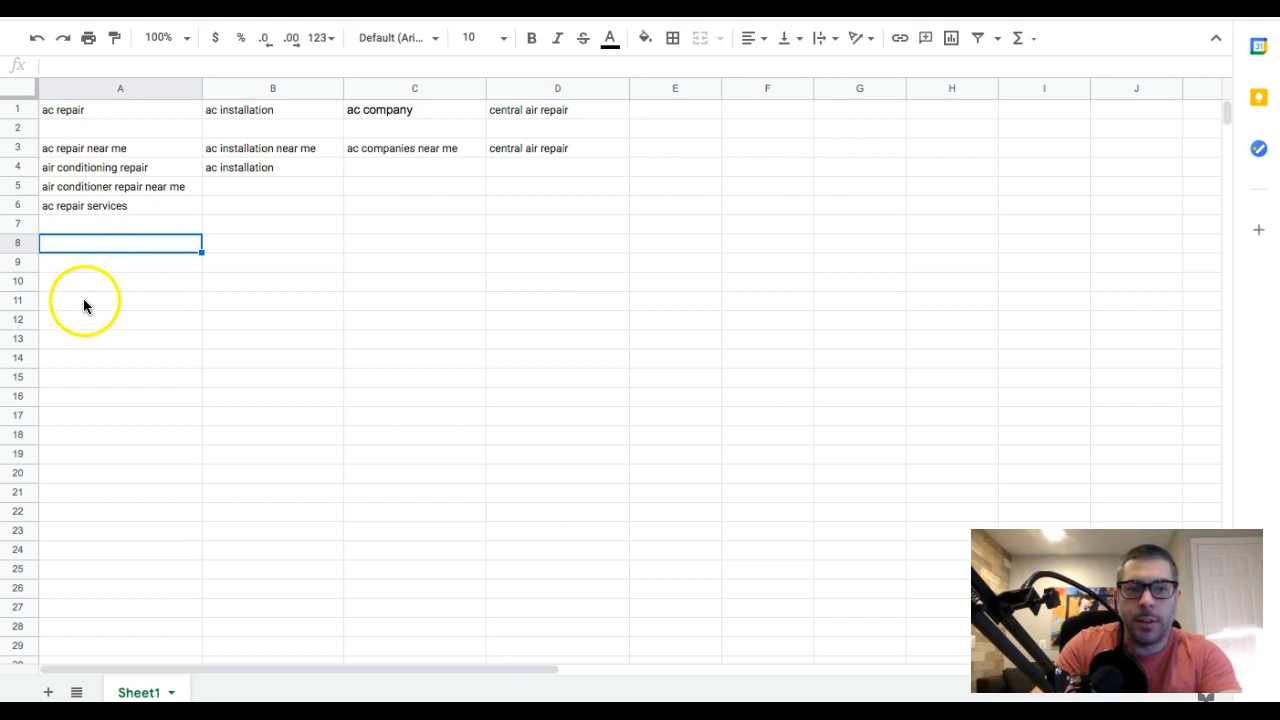 100% $ % .0 .00 123 Default (Ari... 10 B I S A
fx
A B C D E F G H I J
1 ac repair ac installation ac company central air repair
2
3 ac repair near me ac installation near me ac companies near me central air repair
4 air conditioning repair ac installation
5 air conditioner repair near me
6 ac repair services
7
8
9
10
11
12
13
14
15
16
17
18
19
20
21
22
23
24
25
26
27
28
29
Sheet1
31